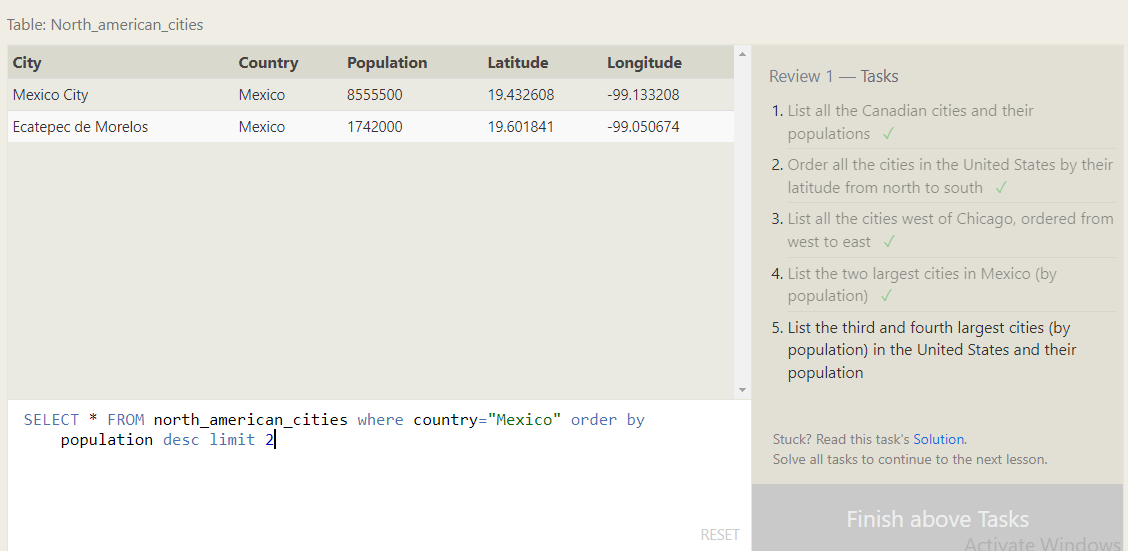 Table: North_american_cities
City Country Population Latitude Longitude
Mexico City Mexico 8555500 19.432608 -99.133208
Ecatepec de Morelos Mexico 1742000 19.601841 -99.050674
SELECT * FROM north_american_cities where country="Mexico" order by
population desc limit 2
RESET
Review 1 — Tasks
1. List all the Canadian cities and their
populations ✓
2. Order all the cities in the United States by their
latitude from north to south ✓
3. List all the cities west of Chicago, ordered from
west to east ✓
4. List the two largest cities in Mexico (by
population) ✓
5. List the third and fourth largest cities (by
population) in the United States and their
population
Stuck? Read this task's Solution.
Solve all tasks to continue to the next lesson.
Finish above Tasks
Activate Windows